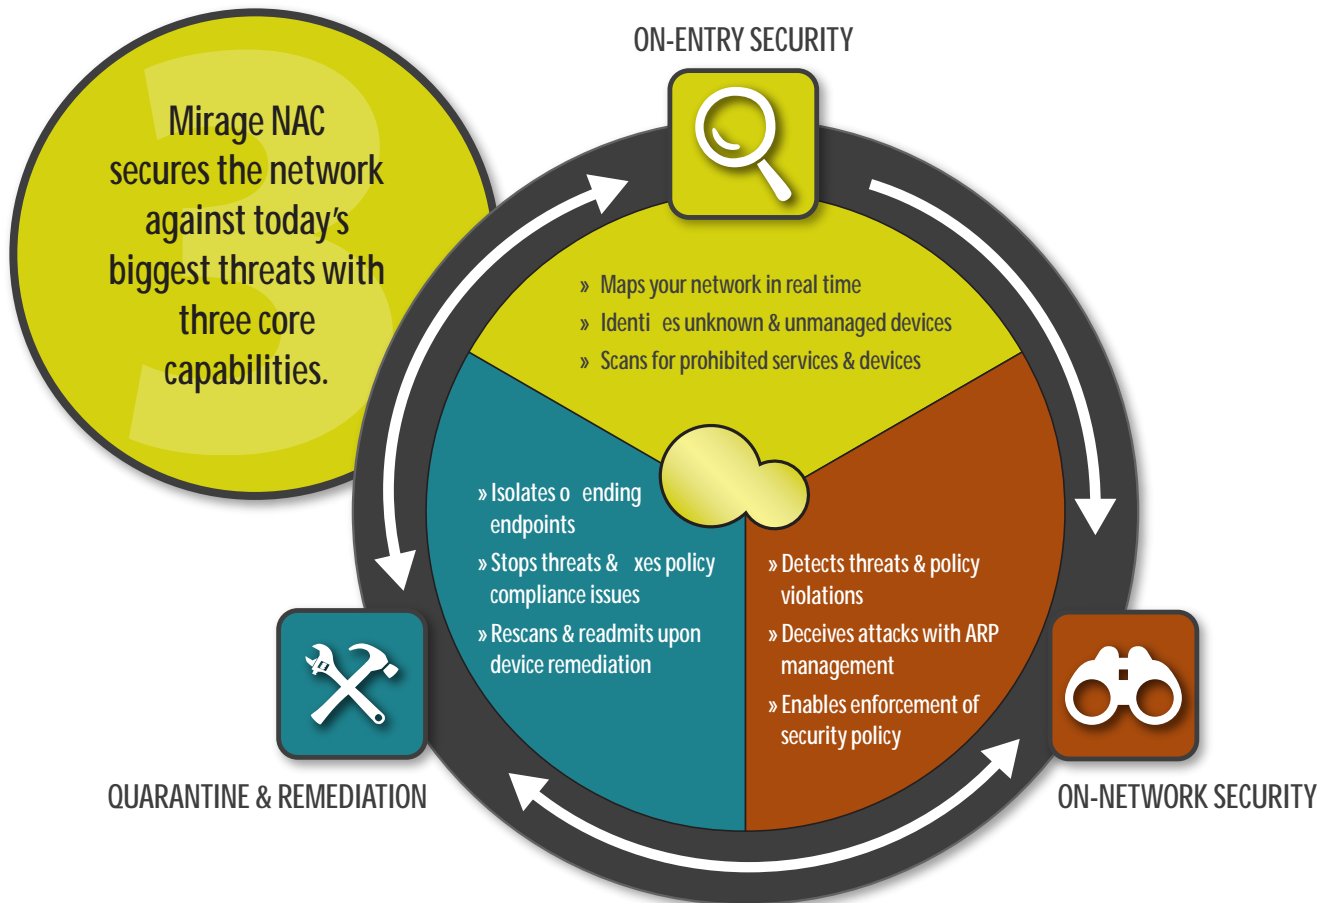 ON-ENTRY SECURITY
3
Mirage NAC
secures the network
against today's
biggest threats with
three core
capabilities.
» Maps your network in real time
» Identi es unknown & unmanaged devices
» Scans for prohibited services & devices
» Isolates o ending
endpoints
» Stops threats & xes policy
compliance issues
» Rescans & readmits upon
device remediation
» Detects threats & policy
violations
» Deceives attacks with ARP
management
» Enables enforcement of
security policy
QUARANTINE & REMEDIATION
ON-NETWORK SECURITY